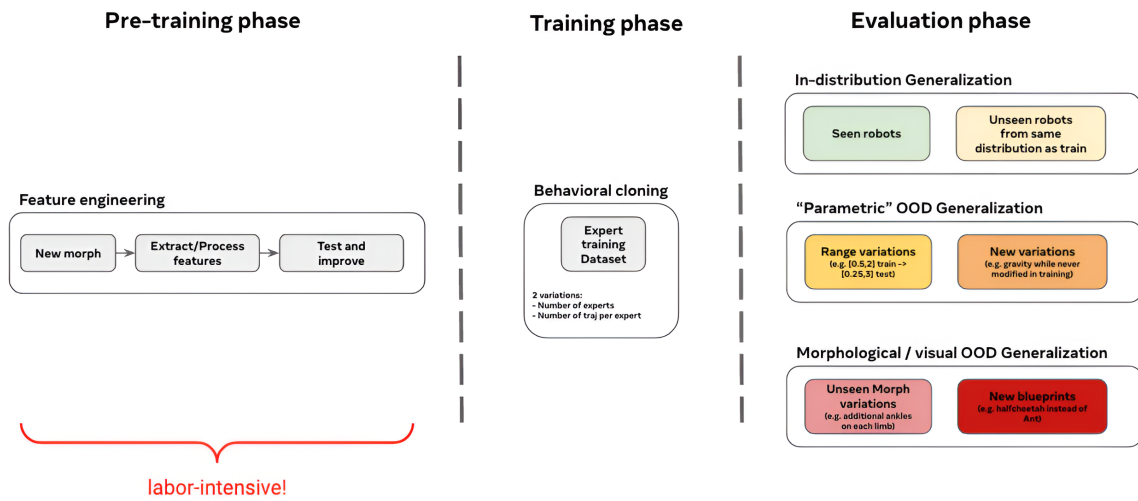 Pre-training phase
Training phase
Evaluation phase
Feature engineering
New morph
Extract/Process
features
Test and
improve
labor-intensive!
Behavioral cloning
Expert
training
Dataset
2 variations:
- Number of experts
- Number of traj per expert
In-distribution Generalization
Seen robots
Unseen robots
from same
distribution as train
“Parametric” OOD Generalization
Range variations
(e.g. [0.5,2] train ->
[0.25,3] test)
New variations
(e.g. gravity while never
modified in training)
Morphological / visual OOD Generalization
Unseen Morph
variations
(e.g. additional ankles
on each limb)
New blueprints
(e.g. halfcheetah instead of
Ant)